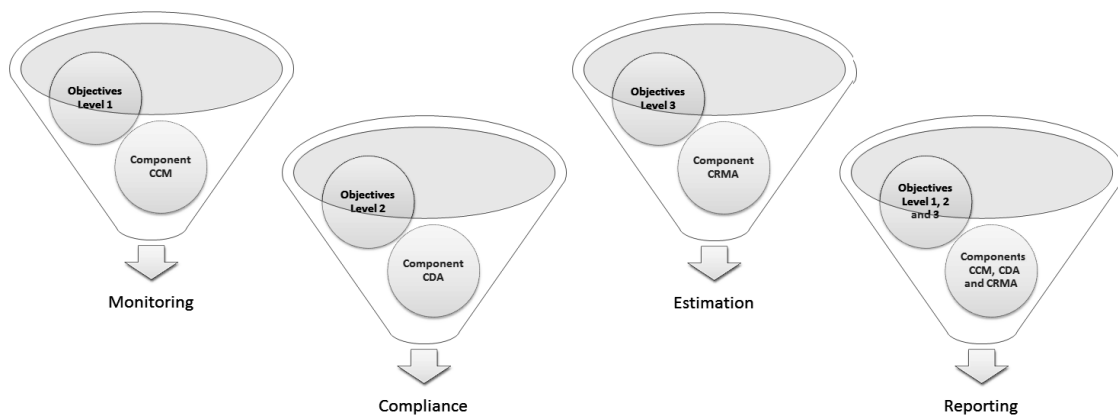 Objectives
Level 1
Component
CCM
Monitoring
Objectives
Level 2
Component
CDA
Compliance
Objectives
Level 3
Component
CRMA
Estimation
Objectives
Level 1, 2
and 3
Components
CCM, CDA
and CRMA
Reporting